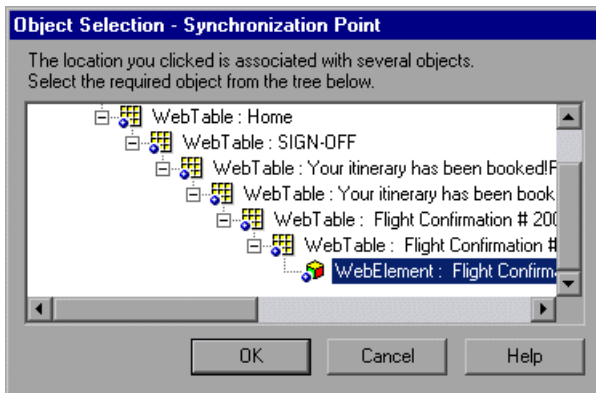 Object Selection - Synchronization Point
The location you clicked is associated with several objects.
Select the required object from the tree below.
WebTable : Home
WebTable : SIGN-OFF
WebTable : Your itinerary has been booked!F
WebTable : Your itinerary has been book
WebTable : Flight Confirmation # 200
WebTable : Flight Confirmation #
WebElement : Flight Confirma
OK Cancel Help